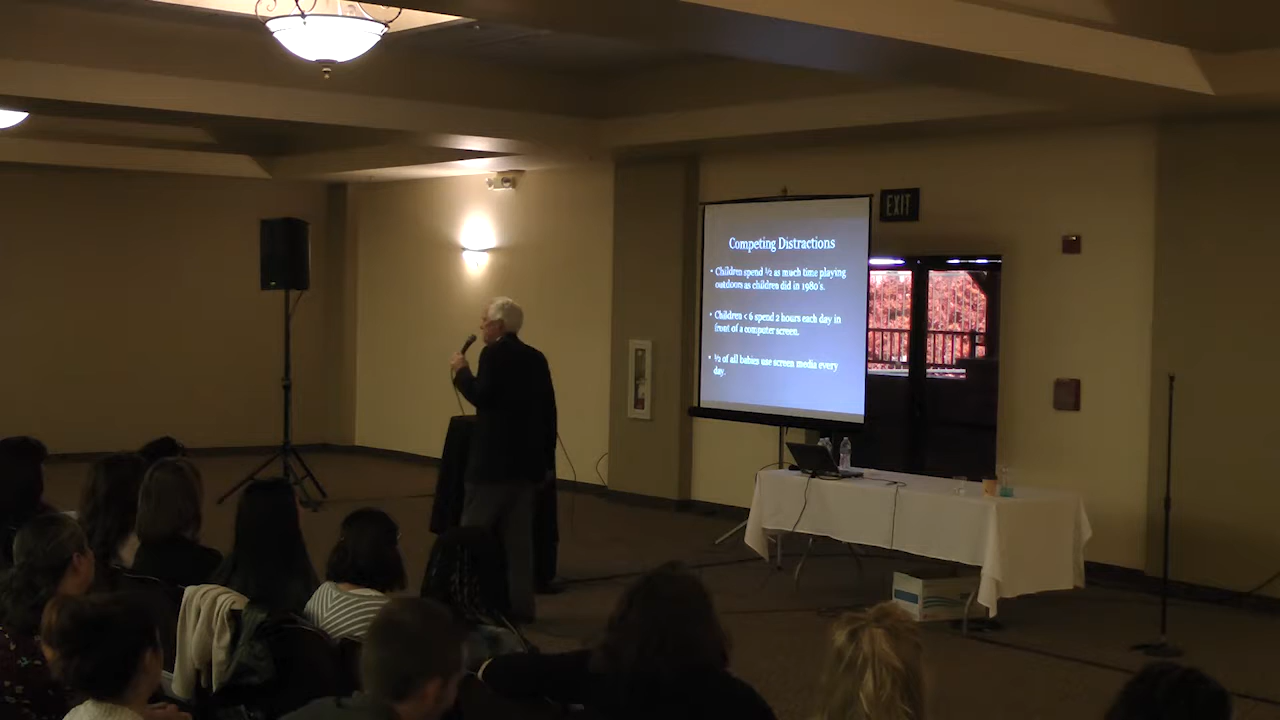 EXIT
Competing Distractions
• Children spend ½ as much time playing
outdoors as children did in 1980's.
• Children < 6 spend 2 hours each day in
front of a computer screen.
• ½ of all babies use screen media every
day.